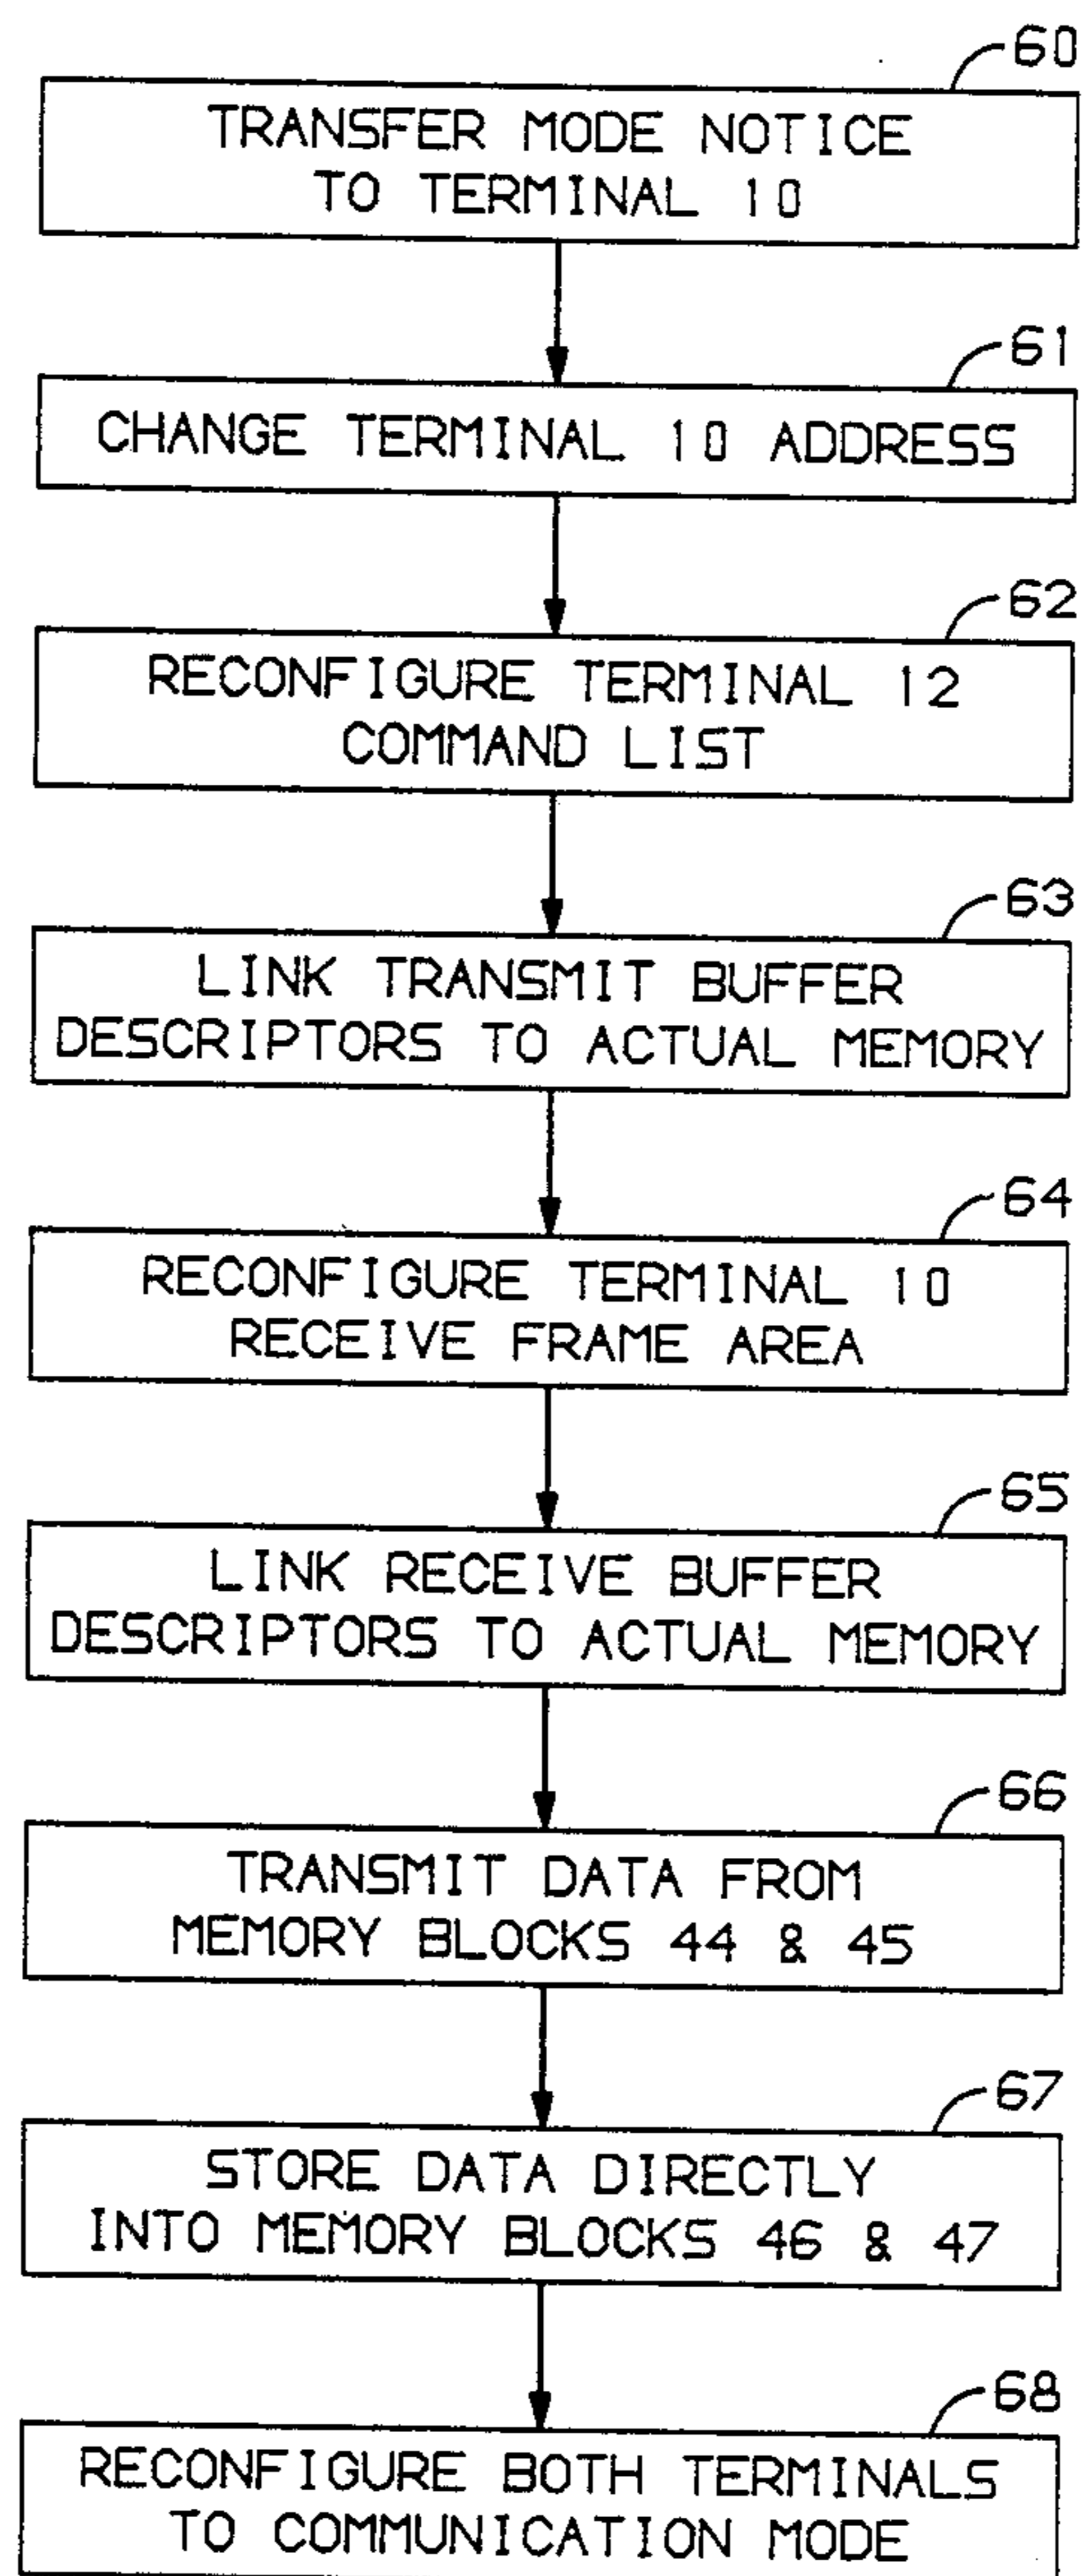 60
TRANSFER MODE NOTICE
TO TERMINAL 10
61
CHANGE TERMINAL 10 ADDRESS
62
RECONFIGURE TERMINAL 12
COMMAND LIST
63
LINK TRANSMIT BUFFER
DESCRIPTORS TO ACTUAL MEMORY
64
RECONFIGURE TERMINAL 10
RECEIVE FRAME AREA
65
LINK RECEIVE BUFFER
DESCRIPTORS TO ACTUAL MEMORY
66
TRANSMIT DATA FROM
MEMORY BLOCKS 44 & 45
67
STORE DATA DIRECTLY
INTO MEMORY BLOCKS 46 & 47
68
RECONFIGURE BOTH TERMINALS
TO COMMUNICATION MODE